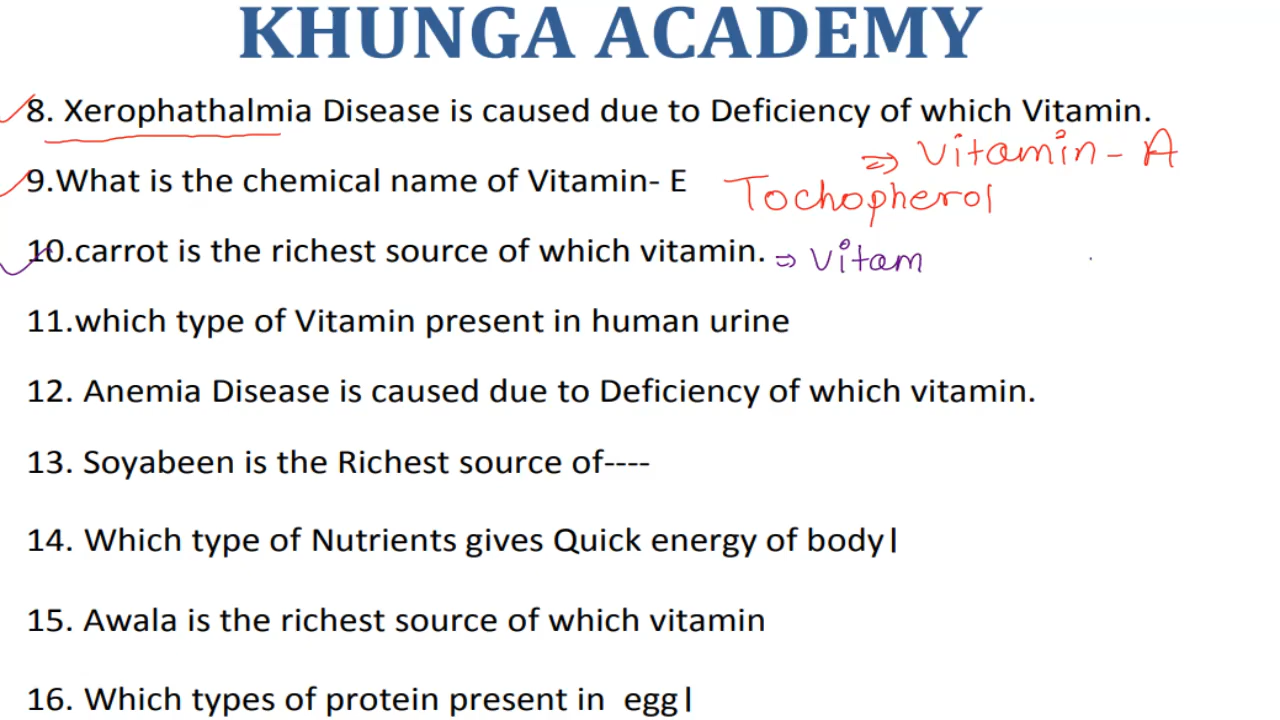 KHUNGA ACADEMY
8. Xerophathalmia Disease is caused due to Deficiency of which Vitamin.
⇒ Vitamin - A
9.What is the chemical name of Vitamin- E Tochopherol
10.carrot is the richest source of which vitamin. ⇒ Vitam
11.which type of Vitamin present in human urine
12. Anemia Disease is caused due to Deficiency of which vitamin.
13. Soyabeen is the Richest source of----
14. Which type of Nutrients gives Quick energy of body।
15. Awala is the richest source of which vitamin
16. Which types of protein present in egg।